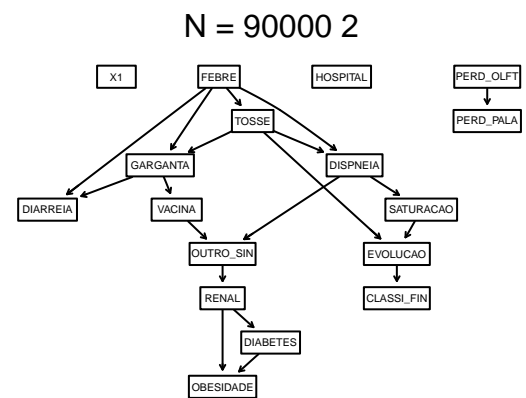 N = 90000 2
X1
FEBRE
HOSPITAL
PERD_OLFT
TOSSE
PERD_PALA
GARGANTA
DISPNEIA
DIARREIA
VACINA
SATURACAO
OUTRO_SIN
EVOLUCAO
RENAL
CLASSI_FIN
DIABETES
OBESIDADE